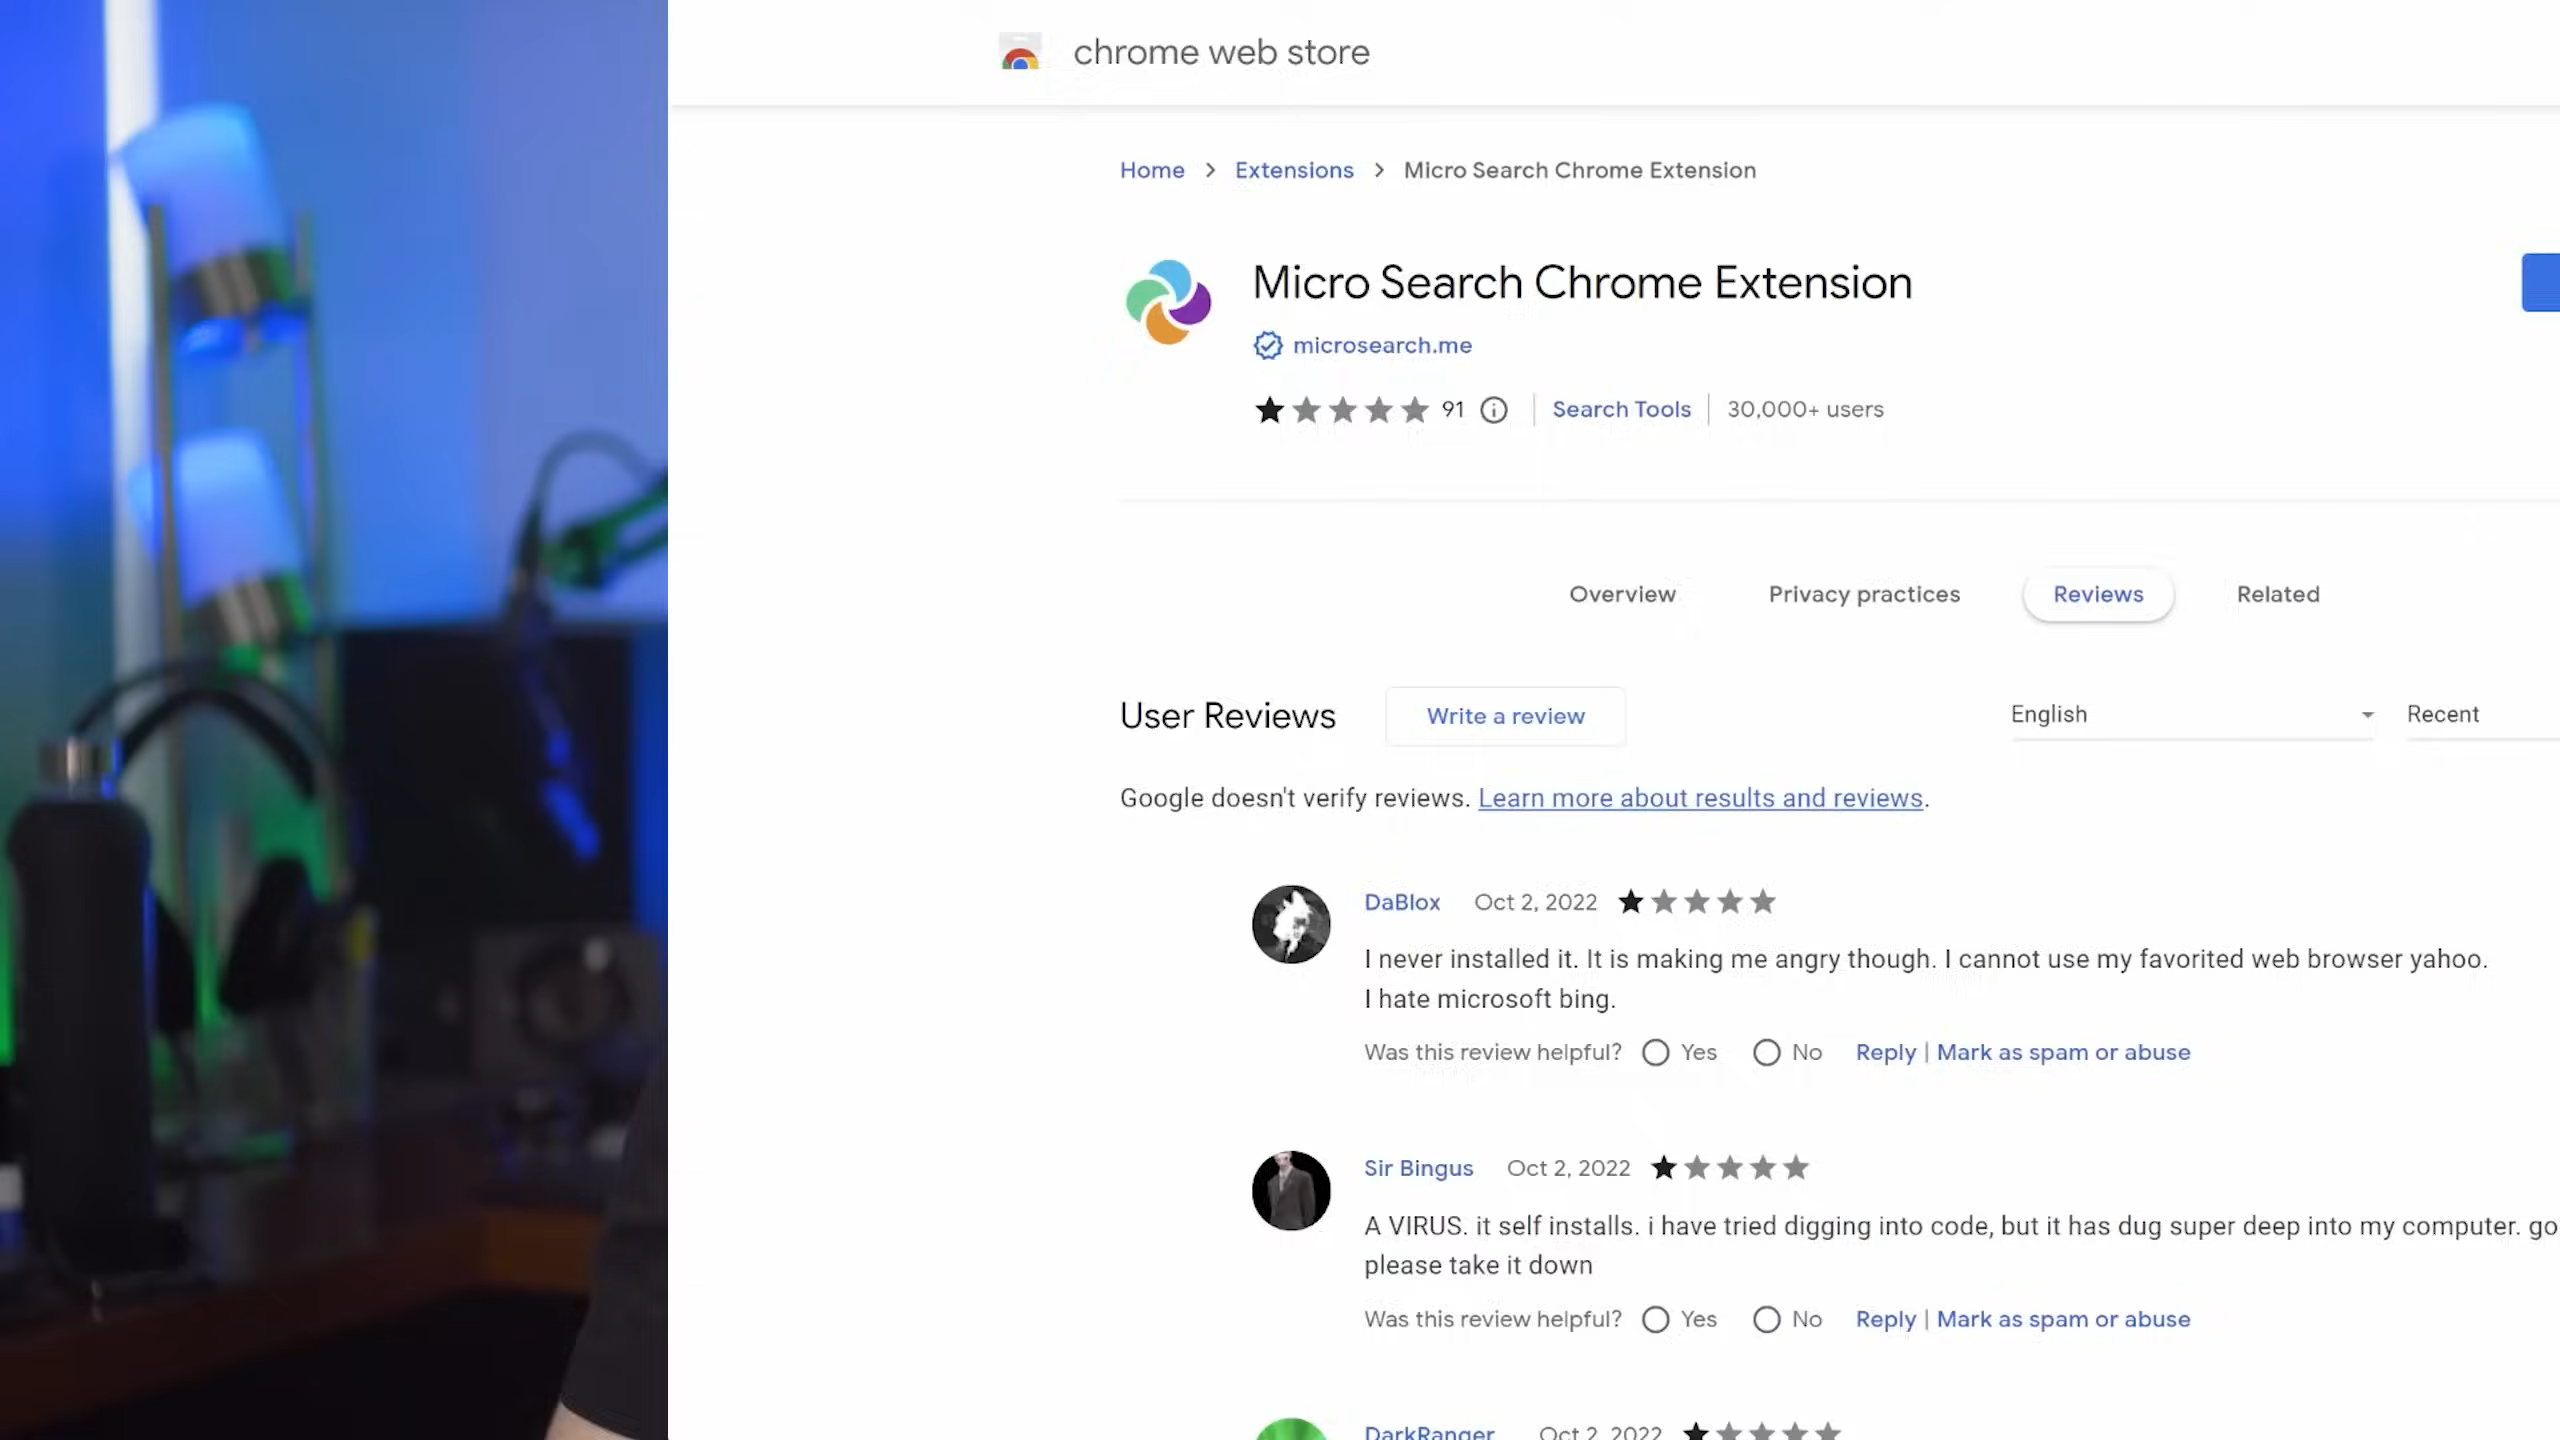 chrome web store
Home > Extensions > Micro Search Chrome Extension
Micro Search Chrome Extension
microsearch.me
91 | Search Tools | 30,000+ users
Overview Privacy practices Reviews Related
User Reviews Write a review English Recent
Google doesn't verify reviews. Learn more about results and reviews.
DaBlox Oct 2, 2022
I never installed it. It is making me angry though. I cannot use my favorited web browser yahoo.
I hate microsoft bing.
Was this review helpful? Yes No Reply | Mark as spam or abuse
Sir Bingus Oct 2, 2022
A VIRUS. it self installs. i have tried digging into code, but it has dug super deep into my computer. go
please take it down
Was this review helpful? Yes No Reply | Mark as spam or abuse
DarkRanger Oct 2, 2022